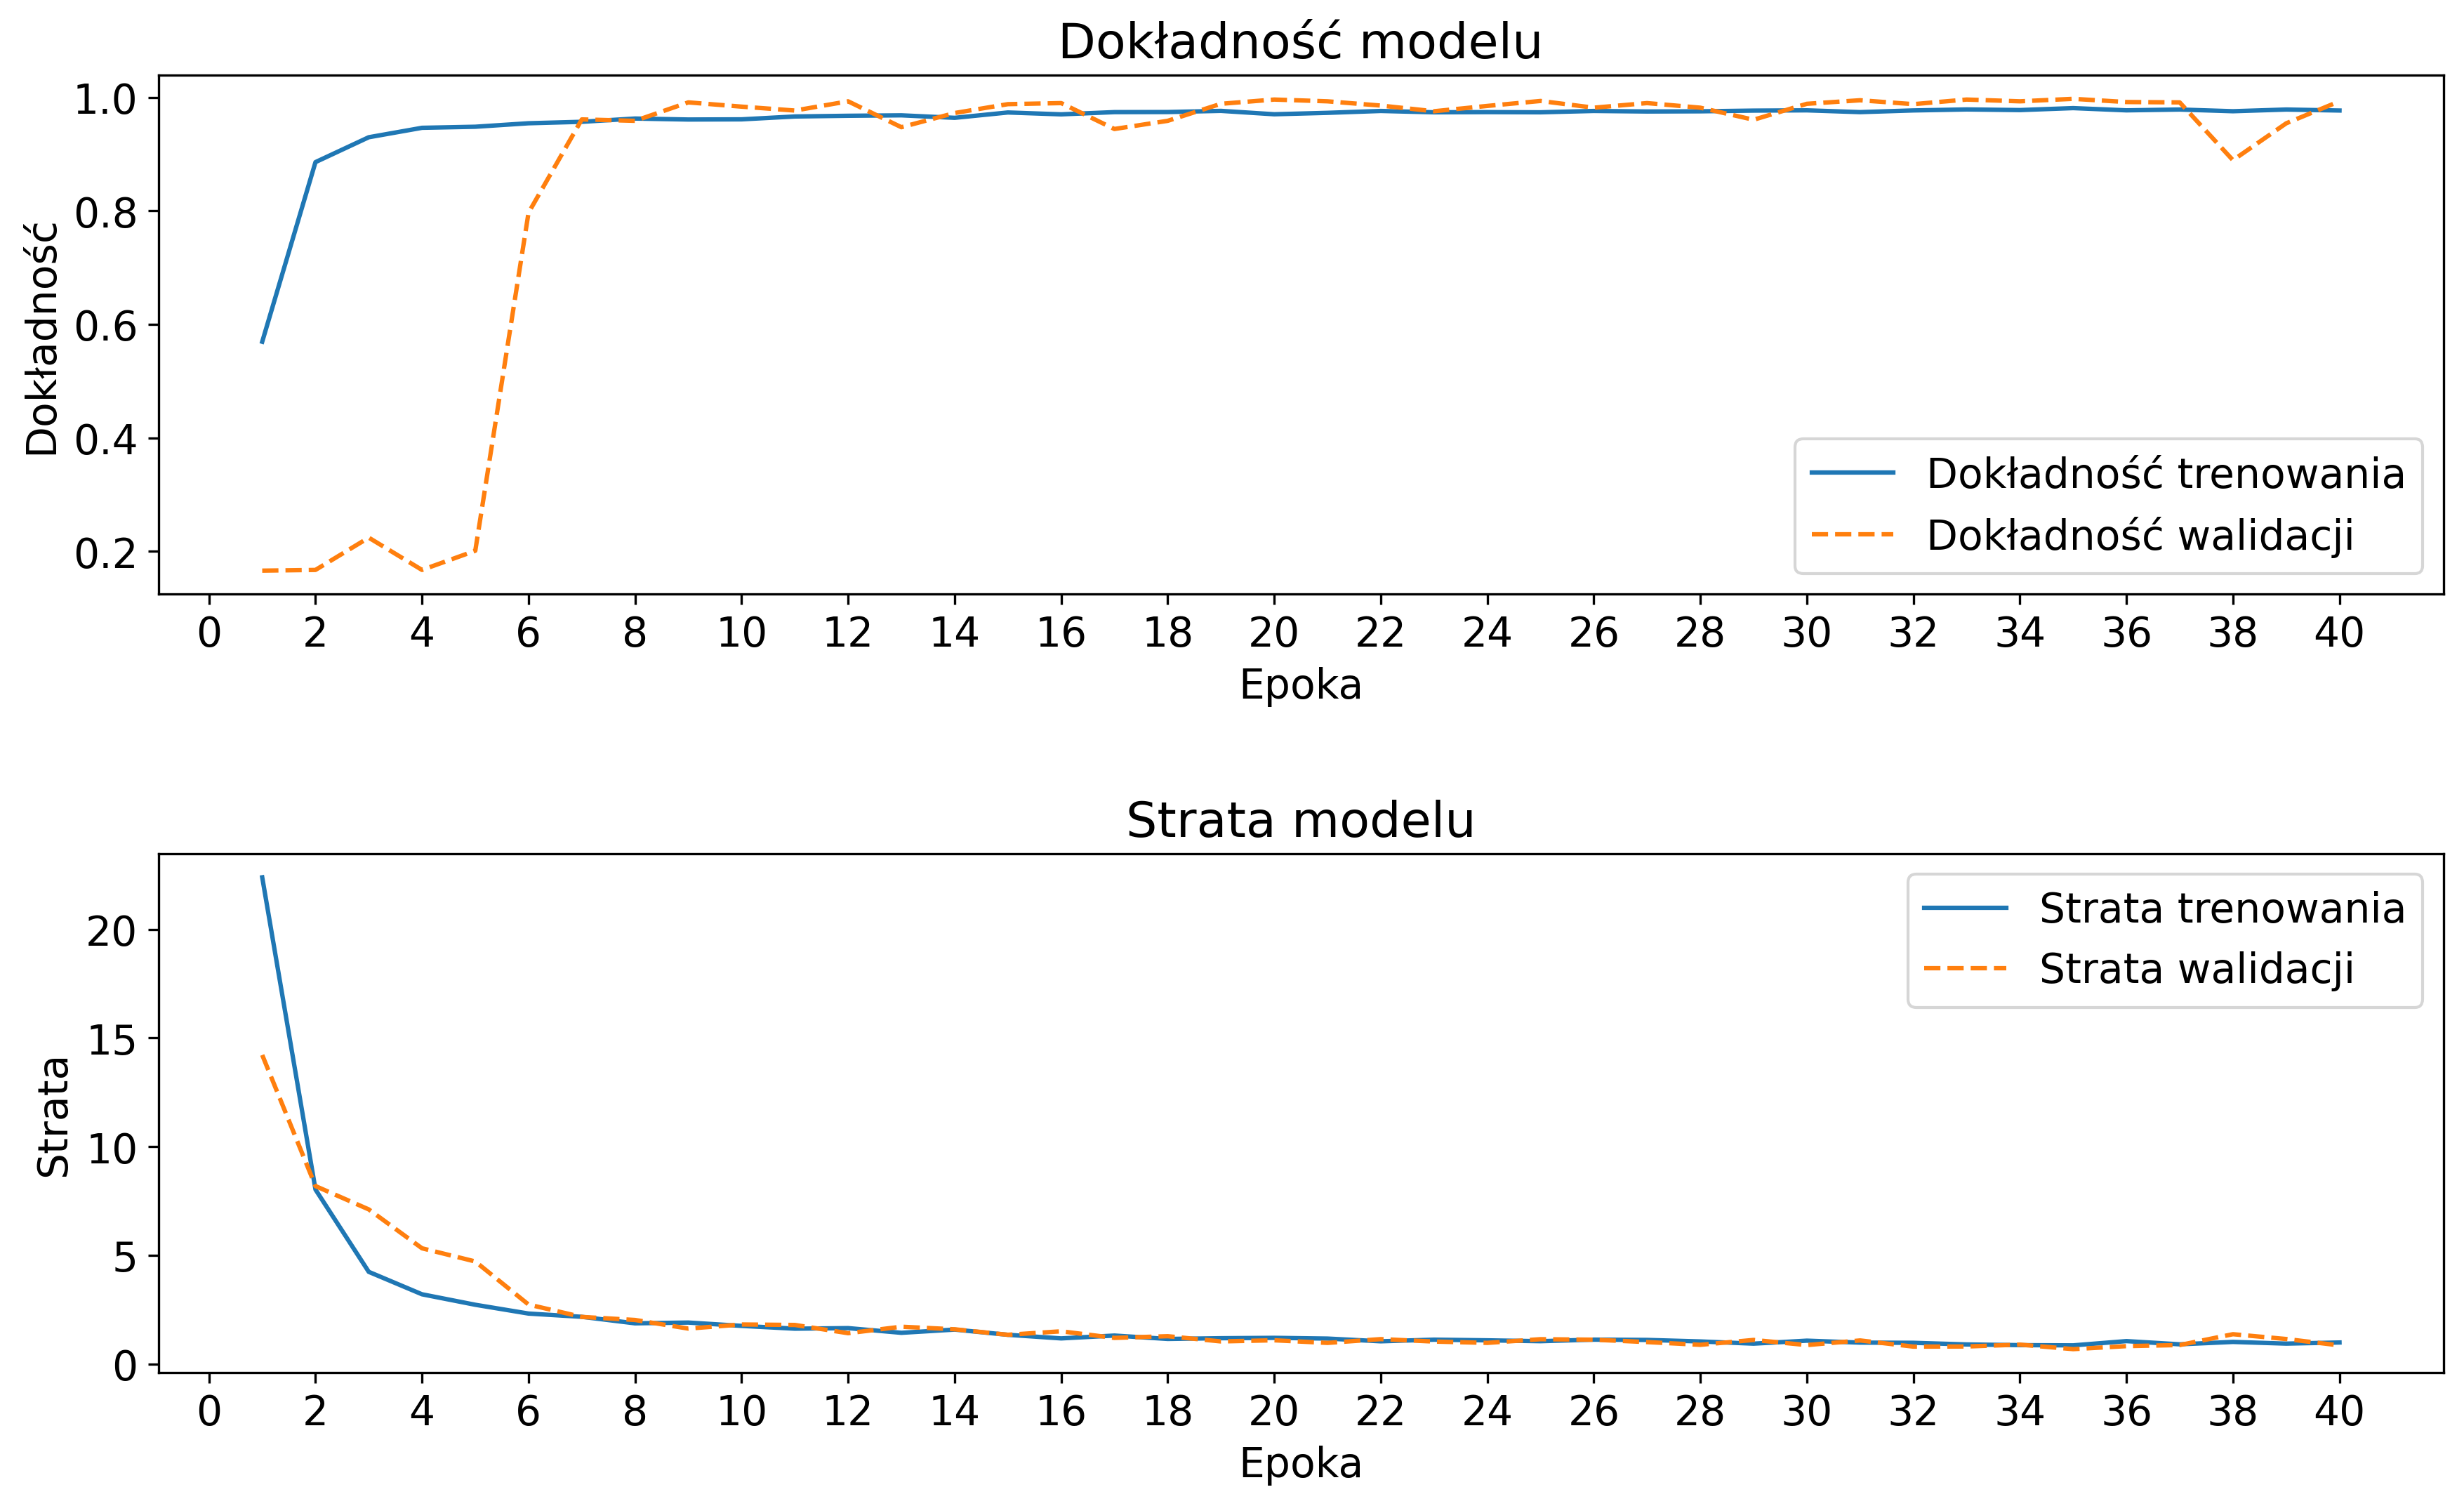 Dokładność modelu
1.0
0.8
0.6
0.4
0.2
Dokładność
Dokładność trenowania
Dokładność walidacji
0 2 4 6 8 10 12 14 16 18 20 22 24 26 28 30 32 34 36 38 40
Epoka
Strata modelu
20
15
10
5
0
Strata
Strata trenowania
Strata walidacji
0 2 4 6 8 10 12 14 16 18 20 22 24 26 28 30 32 34 36 38 40
Epoka